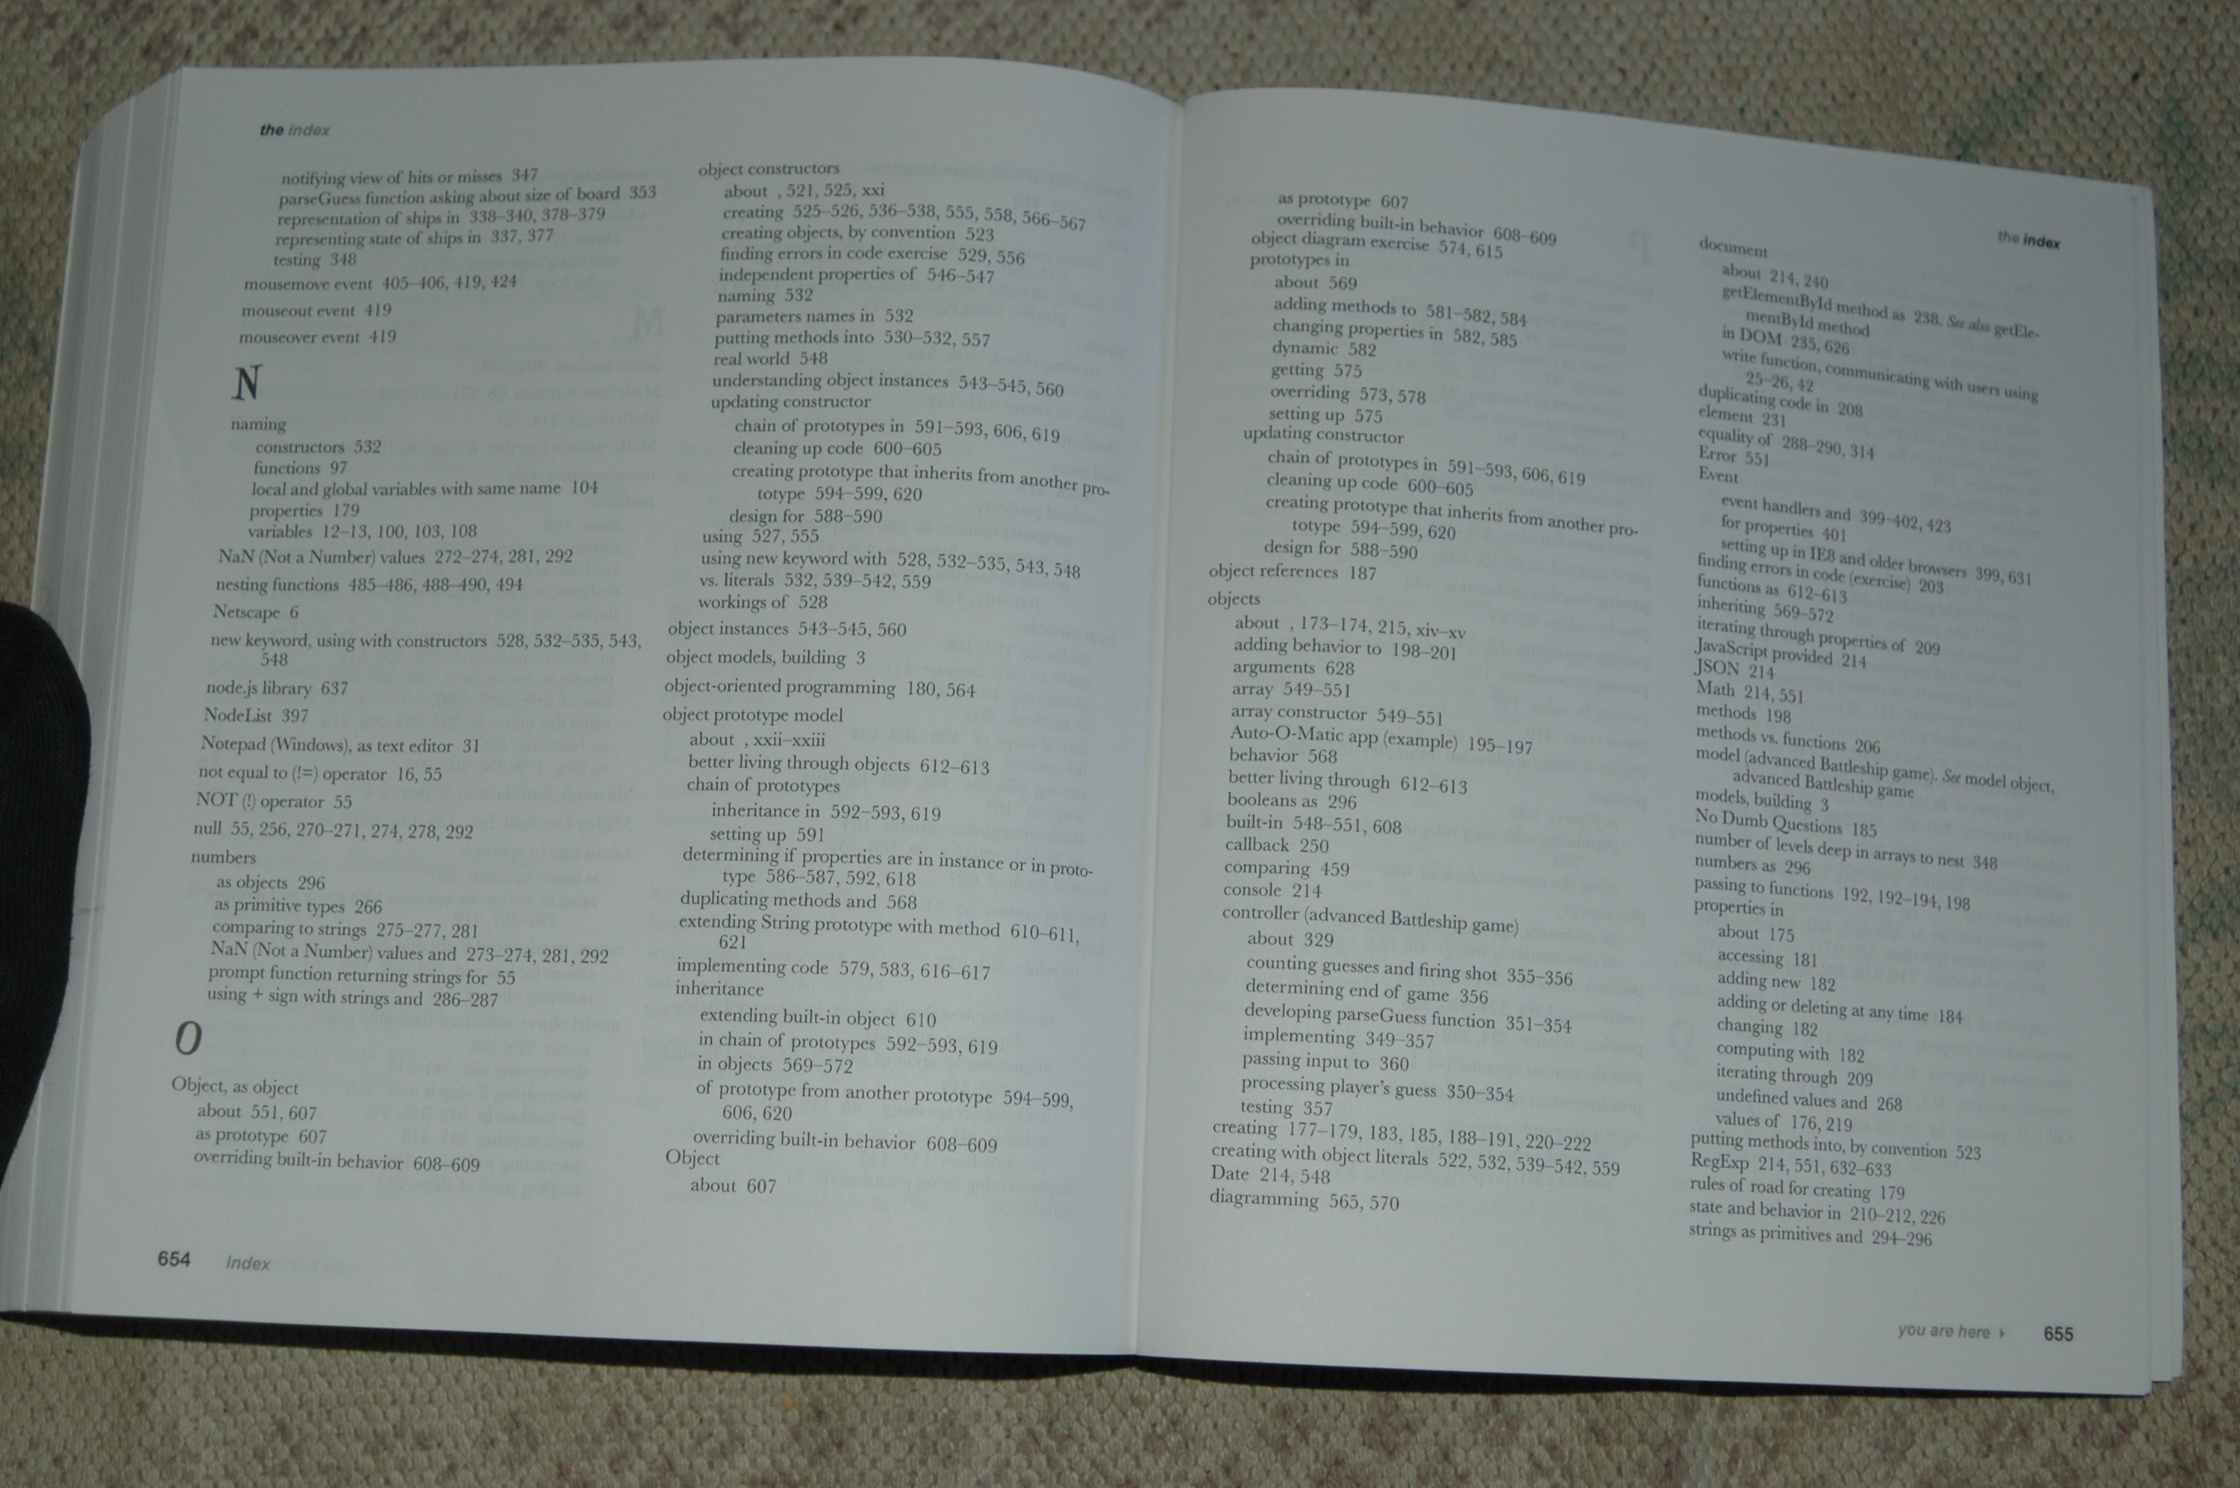 the index
notifying view of hits or misses 347
parseGuess function asking about size of board 353
representation of ships in 338–340, 378–379
representing state of ships in 337, 377
testing 348
mousemove event 405–406, 419, 424
mouseout event 419
mouseover event 419
N
naming
constructors 532
functions 97
local and global variables with same name 104
properties 179
variables 12–13, 100, 103, 108
NaN (Not a Number) values 272–274, 281, 292
nesting functions 485–486, 488–490, 494
Netscape 6
new keyword, using with constructors 528, 532–535, 543,
548
node.js library 637
NodeList 397
Notepad (Windows), as text editor 31
not equal to (!=) operator 16, 55
NOT (!) operator 55
null 55, 256, 270–271, 274, 278, 292
numbers
as objects 296
as primitive types 266
comparing to strings 275–277, 281
NaN (Not a Number) values and 273–274, 281, 292
prompt function returning strings for 55
using + sign with strings and 286–287
O
Object, as object
about 551, 607
as prototype 607
overriding built-in behavior 608–609
object constructors
about , 521, 525, xxi
creating 525–526, 536–538, 555, 558, 566–567
creating objects, by convention 523
finding errors in code exercise 529, 556
independent properties of 546–547
naming 532
parameters names in 532
putting methods into 530–532, 557
real world 548
understanding object instances 543–545, 560
updating constructor
chain of prototypes in 591–593, 606, 619
cleaning up code 600–605
creating prototype that inherits from another pro-
totype 594–599, 620
design for 588–590
using 527, 555
using new keyword with 528, 532–535, 543, 548
vs. literals 532, 539–542, 559
workings of 528
object instances 543–545, 560
object models, building 3
object-oriented programming 180, 564
object prototype model
about , xxii–xxiii
better living through objects 612–613
chain of prototypes
inheritance in 592–593, 619
setting up 591
determining if properties are in instance or in proto-
type 586–587, 592, 618
duplicating methods and 568
extending String prototype with method 610–611,
621
implementing code 579, 583, 616–617
inheritance
extending built-in object 610
in chain of prototypes 592–593, 619
in objects 569–572
of prototype from another prototype 594–599,
606, 620
overriding built-in behavior 608–609
Object
about 607
654 Index
the index
as prototype 607
overriding built-in behavior 608–609
object diagram exercise 574, 615
prototypes in
about 569
adding methods to 581–582, 584
changing properties in 582, 585
dynamic 582
getting 575
overriding 573, 578
setting up 575
updating constructor
chain of prototypes in 591–593, 606, 619
cleaning up code 600–605
creating prototype that inherits from another pro-
totype 594–599, 620
design for 588–590
object references 187
objects
about , 173–174, 215, xiv–xv
adding behavior to 198–201
arguments 628
array 549–551
array constructor 549–551
Auto-O-Matic app (example) 195–197
behavior 568
better living through 612–613
booleans as 296
built-in 548–551, 608
callback 250
comparing 459
console 214
controller (advanced Battleship game)
about 329
counting guesses and firing shot 355–356
determining end of game 356
developing parseGuess function 351–354
implementing 349–357
passing input to 360
processing player's guess 350–354
testing 357
creating 177–179, 183, 185, 188–191, 220–222
creating with object literals 522, 532, 539–542, 559
Date 214, 548
diagramming 565, 570
document
about 214, 240
getElementById method as 238. See also getEle-
mentById method
in DOM 235, 626
write function, communicating with users using
25–26, 42
duplicating code in 208
element 231
equality of 288–290, 314
Error 551
Event
event handlers and 399–402, 423
for properties 401
setting up in IE8 and older browsers 399, 631
finding errors in code (exercise) 203
functions as 612–613
inheriting 569–572
iterating through properties of 209
JavaScript provided 214
JSON 214
Math 214, 551
methods 198
methods vs. functions 206
model (advanced Battleship game). See model object,
advanced Battleship game
models, building 3
No Dumb Questions 185
number of levels deep in arrays to nest 348
numbers as 296
passing to functions 192, 192–194, 198
properties in
about 175
accessing 181
adding new 182
adding or deleting at any time 184
changing 182
computing with 182
iterating through 209
undefined values and 268
values of 176, 219
putting methods into, by convention 523
RegExp 214, 551, 632–633
rules of road for creating 179
state and behavior in 210–212, 226
strings as primitives and 294–296
you are here ▸ 655